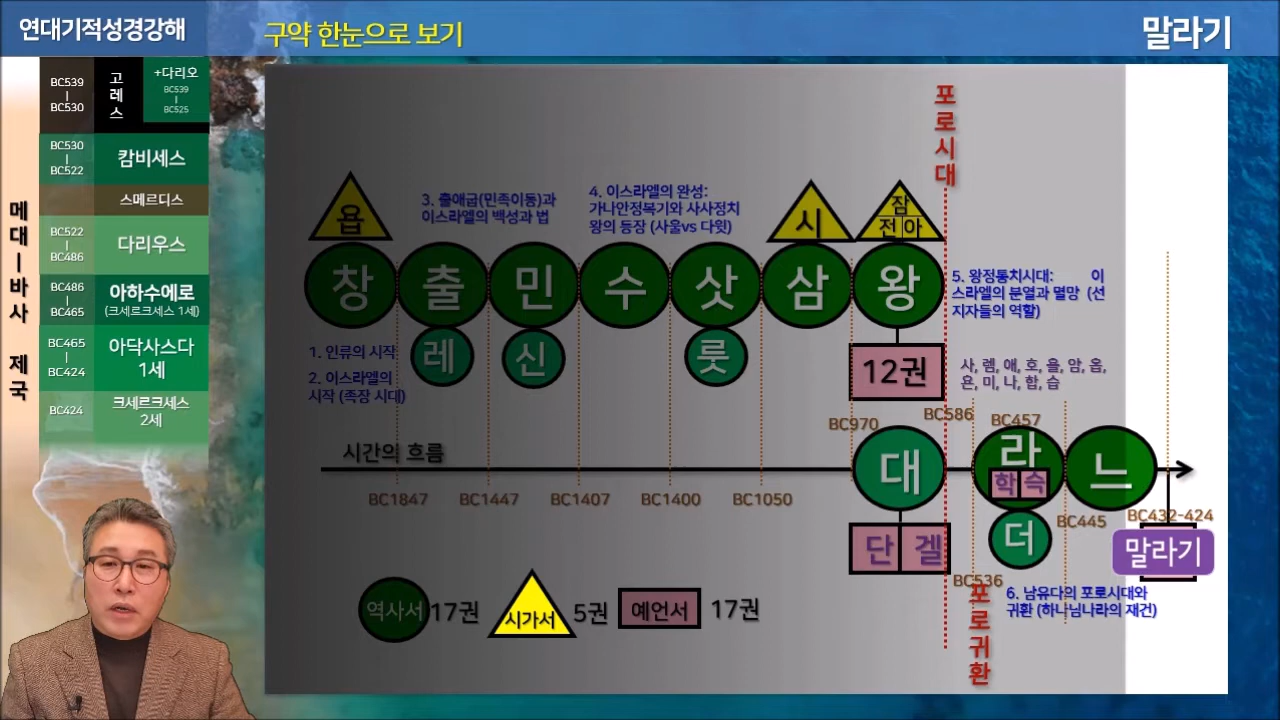 연대기적성경강해
구약 한눈으로 보기
말라기
메대ㅣ바사 제국
BC539
ㅣ
BC530
고레스
+다리오
BC539
ㅣ
BC525
BC530
ㅣ
BC522
캄비세스
스메르디스
BC522
ㅣ
BC486
다리우스
BC486
ㅣ
BC465
아하수에로
(크세르크세스 1세)
BC465
ㅣ
BC424
아닥사스다
1세
BC424
크세르크세스
2세
포로시대
욥
3. 출애굽(민족이동)과
이스라엘의 백성과 법
4. 이스라엘의 완성:
가나안정복기와 사사정치
왕의 등장 (사울vs 다윗)
시
잠
전 아
창 출 민 수 삿 삼 왕
5. 왕정통치시대: 이
스라엘의 분열과 멸망 (선
지자들의 역할)
레 신 룻
1. 인류의 시작
2. 이스라엘의
시작 (족장 시대)
12권
사, 렘, 애, 호, 욜, 암, 옵,
욘, 미, 나, 합, 습
BC970
BC586
BC457
시간의 흐름
대
라
학 슥
느
BC1847 BC1447 BC1407 BC1400 BC1050
BC445
BC432-424
더
단 겔
말라기
BC536
포로귀환
6. 남유다의 포로시대와
귀환 (하나님나라의 재건)
역사서 17권
시가서 5권
예언서 17권